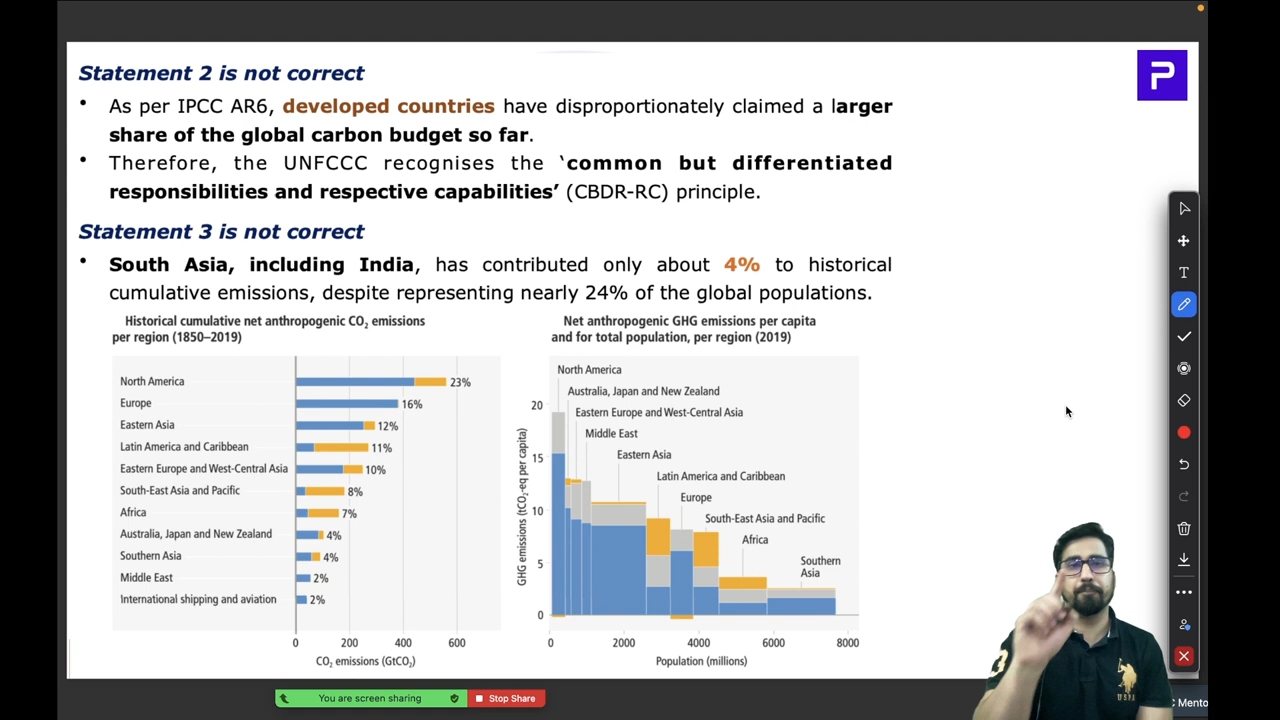 Statement 2 is not correct
P
• As per IPCC AR6, developed countries have disproportionately claimed a larger
share of the global carbon budget so far.
• Therefore, the UNFCCC recognises the ‘common but differentiated
responsibilities and respective capabilities’ (CBDR-RC) principle.
Statement 3 is not correct
• South Asia, including India, has contributed only about 4% to historical
cumulative emissions, despite representing nearly 24% of the global populations.
Historical cumulative net anthropogenic CO₂ emissions
per region (1850–2019)
North America 23%
Europe 16%
Eastern Asia 12%
Latin America and Caribbean 11%
Eastern Europe and West-Central Asia 10%
South-East Asia and Pacific 8%
Africa 7%
Australia, Japan and New Zealand 4%
Southern Asia 4%
Middle East 2%
International shipping and aviation 2%
0 200 400 600
CO₂ emissions (GtCO₂)
Net anthropogenic GHG emissions per capita
and for total population, per region (2019)
North America
Australia, Japan and New Zealand
Eastern Europe and West-Central Asia
Middle East
Eastern Asia
Latin America and Caribbean
Europe
South-East Asia and Pacific
Africa
Southern
Asia
GHG emissions (tCO₂-eq per capita)
20
15
10
5
0
0 2000 4000 6000 8000
Population (millions)
T
You are screen sharing
Stop Share
C Mento
3